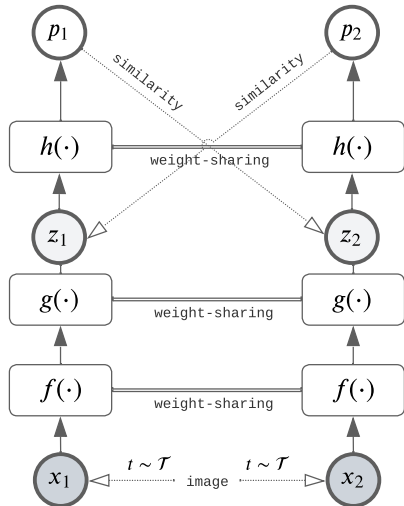 p₁ p₂
similarity similarity
h(·) h(·)
weight-sharing
z₁ z₂
g(·) g(·)
weight-sharing
f(·) f(·)
weight-sharing
t ~ 𝒯 t ~ 𝒯
x₁ image x₂